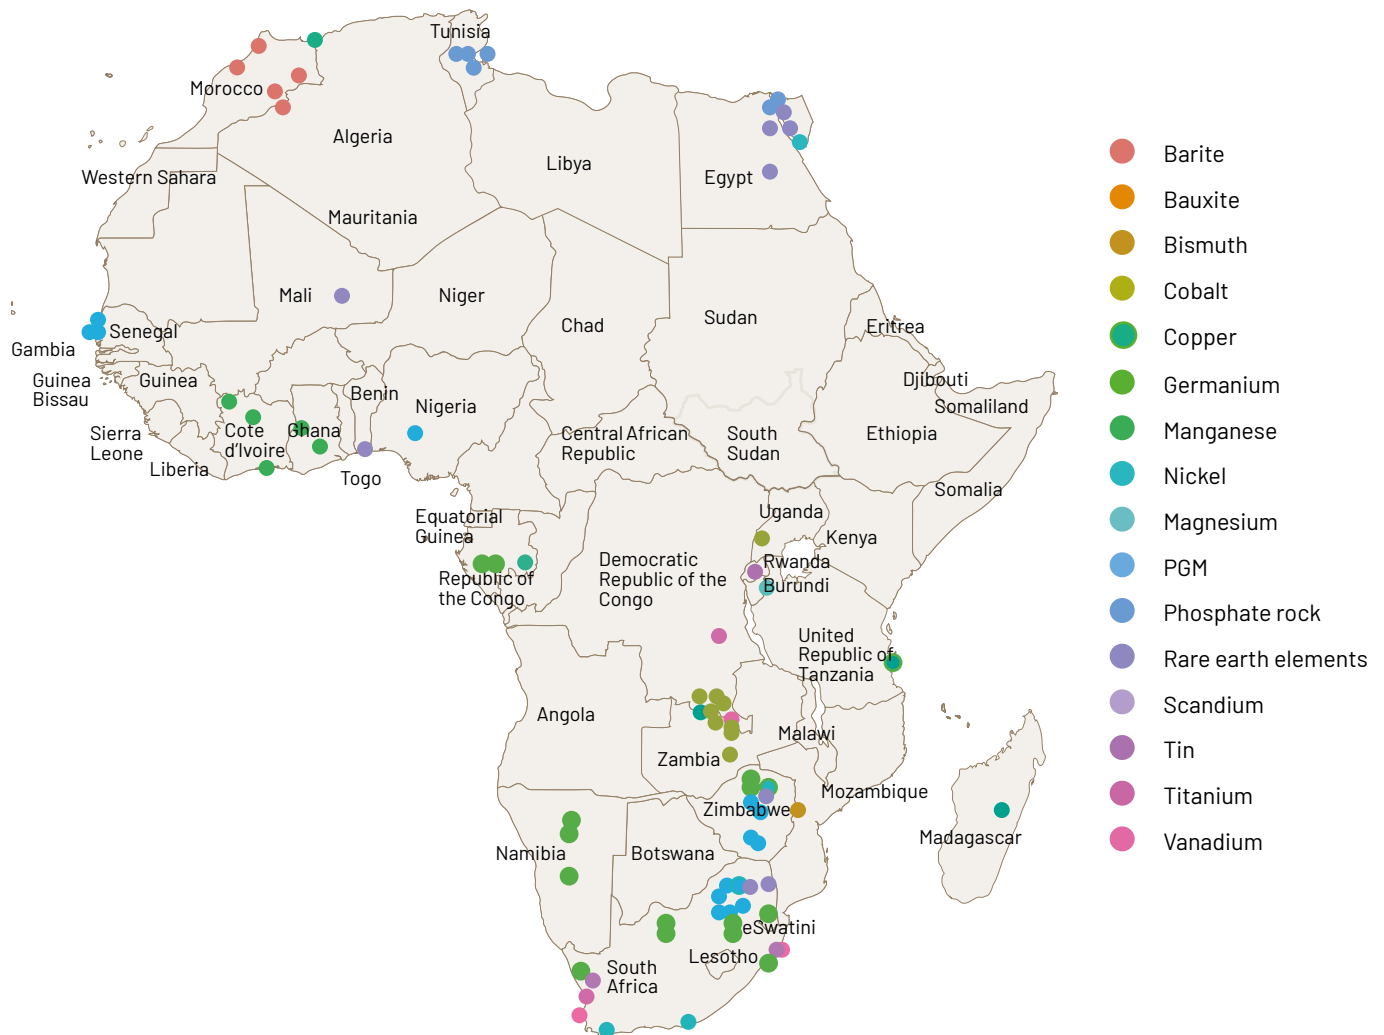 Tunisia
Morocco
Algeria
Libya
Egypt
Western Sahara
Mauritania
Mali
Niger
Chad
Sudan
Eritrea
Senegal
Gambia
Guinea
Bissau
Guinea
Benin
Nigeria
Djibouti
Somaliland
Sierra
Leone
Cote
d'Ivoire
Ghana
Liberia
Togo
Central African
Republic
South
Sudan
Ethiopia
Somalia
Equatorial
Guinea
Uganda
Kenya
Republic of
the Congo
Democratic
Republic of the
Congo
Rwanda
Burundi
United
Republic of
Tanzania
Angola
Zambia
Malawi
Mozambique
Zimbabwe
Madagascar
Namibia
Botswana
eSwatini
Lesotho
South
Africa
Barite
Bauxite
Bismuth
Cobalt
Copper
Germanium
Manganese
Nickel
Magnesium
PGM
Phosphate rock
Rare earth elements
Scandium
Tin
Titanium
Vanadium